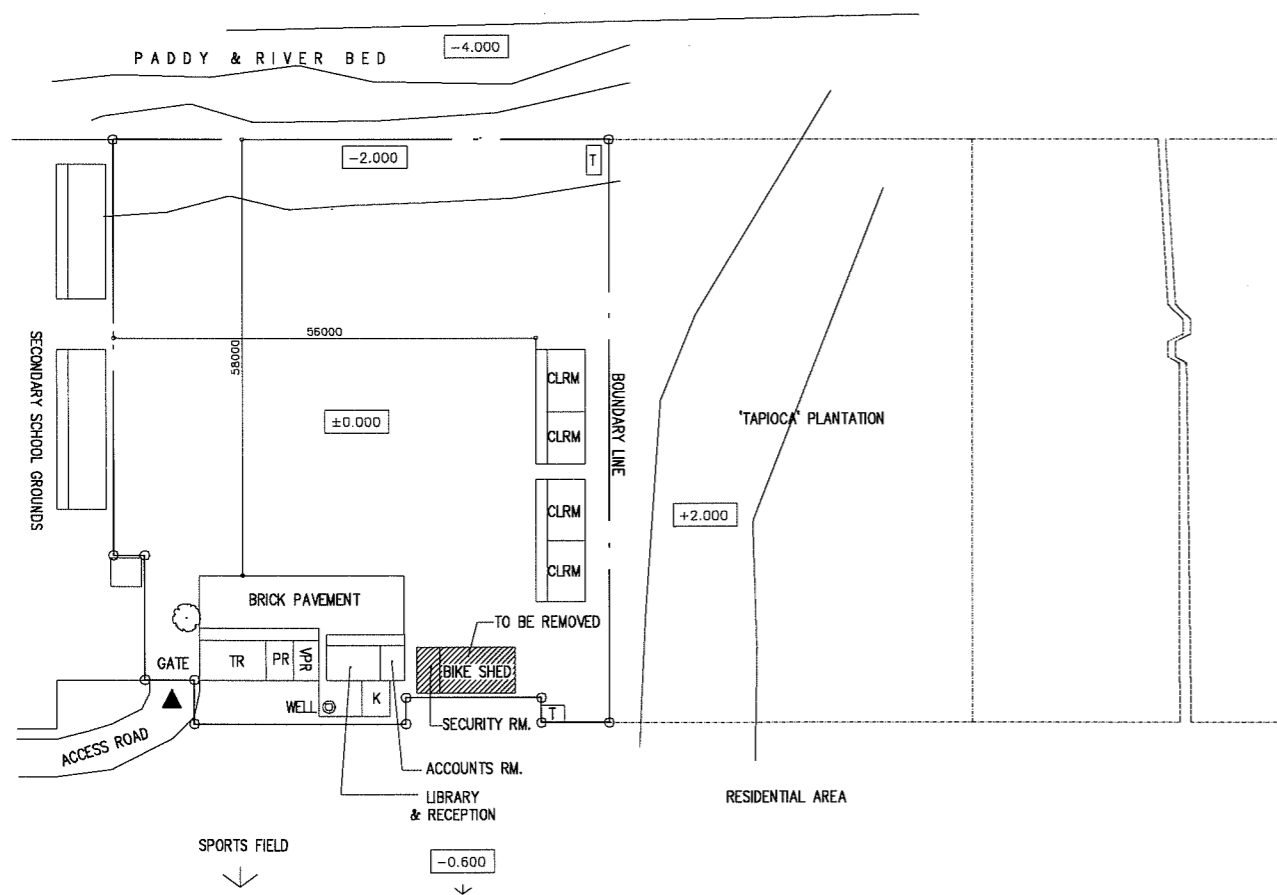 -4.000
PADDY & RIVER BED
-2.000
T
56000
58000
SECONDARY SCHOOL GROUNDS
CLRM
CLRM
BOUNDARY LINE
±0.000
'TAPIOCA' PLANTATION
CLRM
CLRM
+2.000
BRICK PAVEMENT
TO BE REMOVED
GATE
TR
PR
VPR
BIKE SHED
WELL
K
T
SECURITY RM.
ACCESS ROAD
ACCOUNTS RM.
LIBRARY
& RECEPTION
RESIDENTIAL AREA
SPORTS FIELD
-0.600